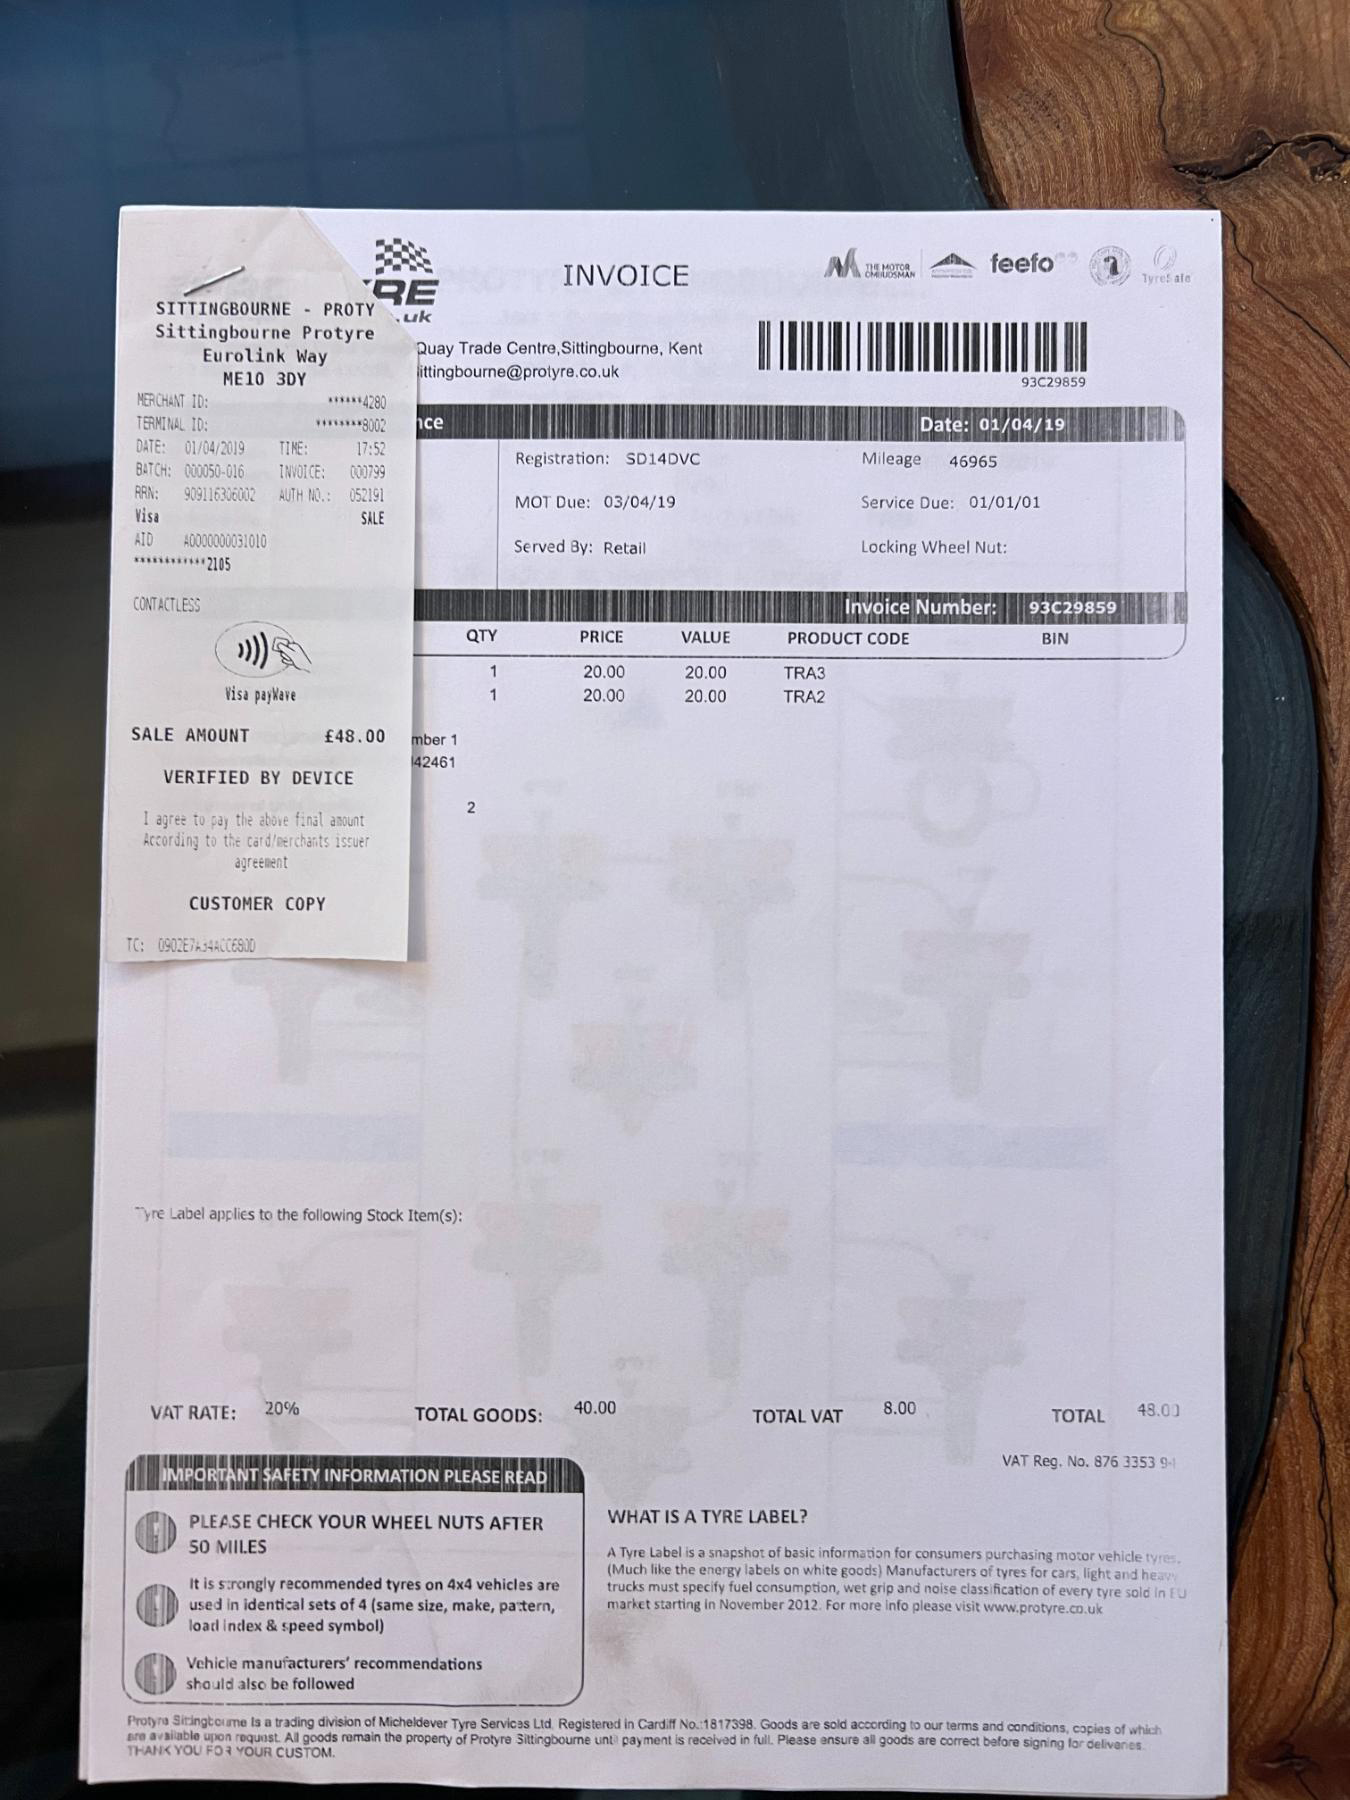 RE
.uk
INVOICE
THE MOTOR
OMBUDSMAN
feefo
TyreSafe
Quay Trade Centre,Sittingbourne, Kent
ittingbourne@protyre.co.uk
93C29859
SITTINGBOURNE - PROTY
Sittingbourne Protyre
Eurolink Way
ME10 3DY
MERCHANT ID: ******4280
TERMINAL ID: ********8002
DATE: 01/04/2019 TIME: 17:52
BATCH: 000050-016 INVOICE: 000799
RRN: 909116306002 AUTH NO.: 052191
Visa SALE
AID A0000000031010
************2105
CONTACTLESS
Visa payWave
SALE AMOUNT £48.00
VERIFIED BY DEVICE
I agree to pay the above final amount
According to the card/merchants issuer
agreement
CUSTOMER COPY
TC:
nce Date: 01/04/19
Registration: SD14DVC Mileage 46965
MOT Due: 03/04/19 Service Due: 01/01/01
Served By: Retail Locking Wheel Nut:
Invoice Number: 93C29859
QTY PRICE VALUE PRODUCT CODE BIN
1 20.00 20.00 TRA3
1 20.00 20.00 TRA2
mber 1
42461
2
Tyre Label applies to the following Stock Item(s):
VAT RATE: 20% TOTAL GOODS: 40.00 TOTAL VAT 8.00 TOTAL 48.00
VAT Reg. No. 876 3353
IMPORTANT SAFETY INFORMATION PLEASE READ
PLEASE CHECK YOUR WHEEL NUTS AFTER
50 MILES
It is strongly recommended tyres on 4x4 vehicles are
used in identical sets of 4 (same size, make, pattern,
load index & speed symbol)
Vehicle manufacturers' recommendations
should also be followed
WHAT IS A TYRE LABEL?
A Tyre Label is a snapshot of basic information for consumers purchasing motor vehicle tyres.
(Much like the energy labels on white goods) Manufacturers of tyres for cars, light and heavy
trucks must specify fuel consumption, wet grip and noise classification of every tyre sold in EU
market starting in November 2012. For more info please visit www.protyre.co.uk
Protyre Sittingbourne Is a trading division of Micheldever Tyre Services Ltd. Registered in Cardiff No.:1817398. Goods are sold according to our terms and conditions, copies of which
are available upon request. All goods remain the property of Protyre Sittingbourne until payment is received in full. Please ensure all goods are correct before signing for deliveries.
THANK YOU FOR YOUR CUSTOM.